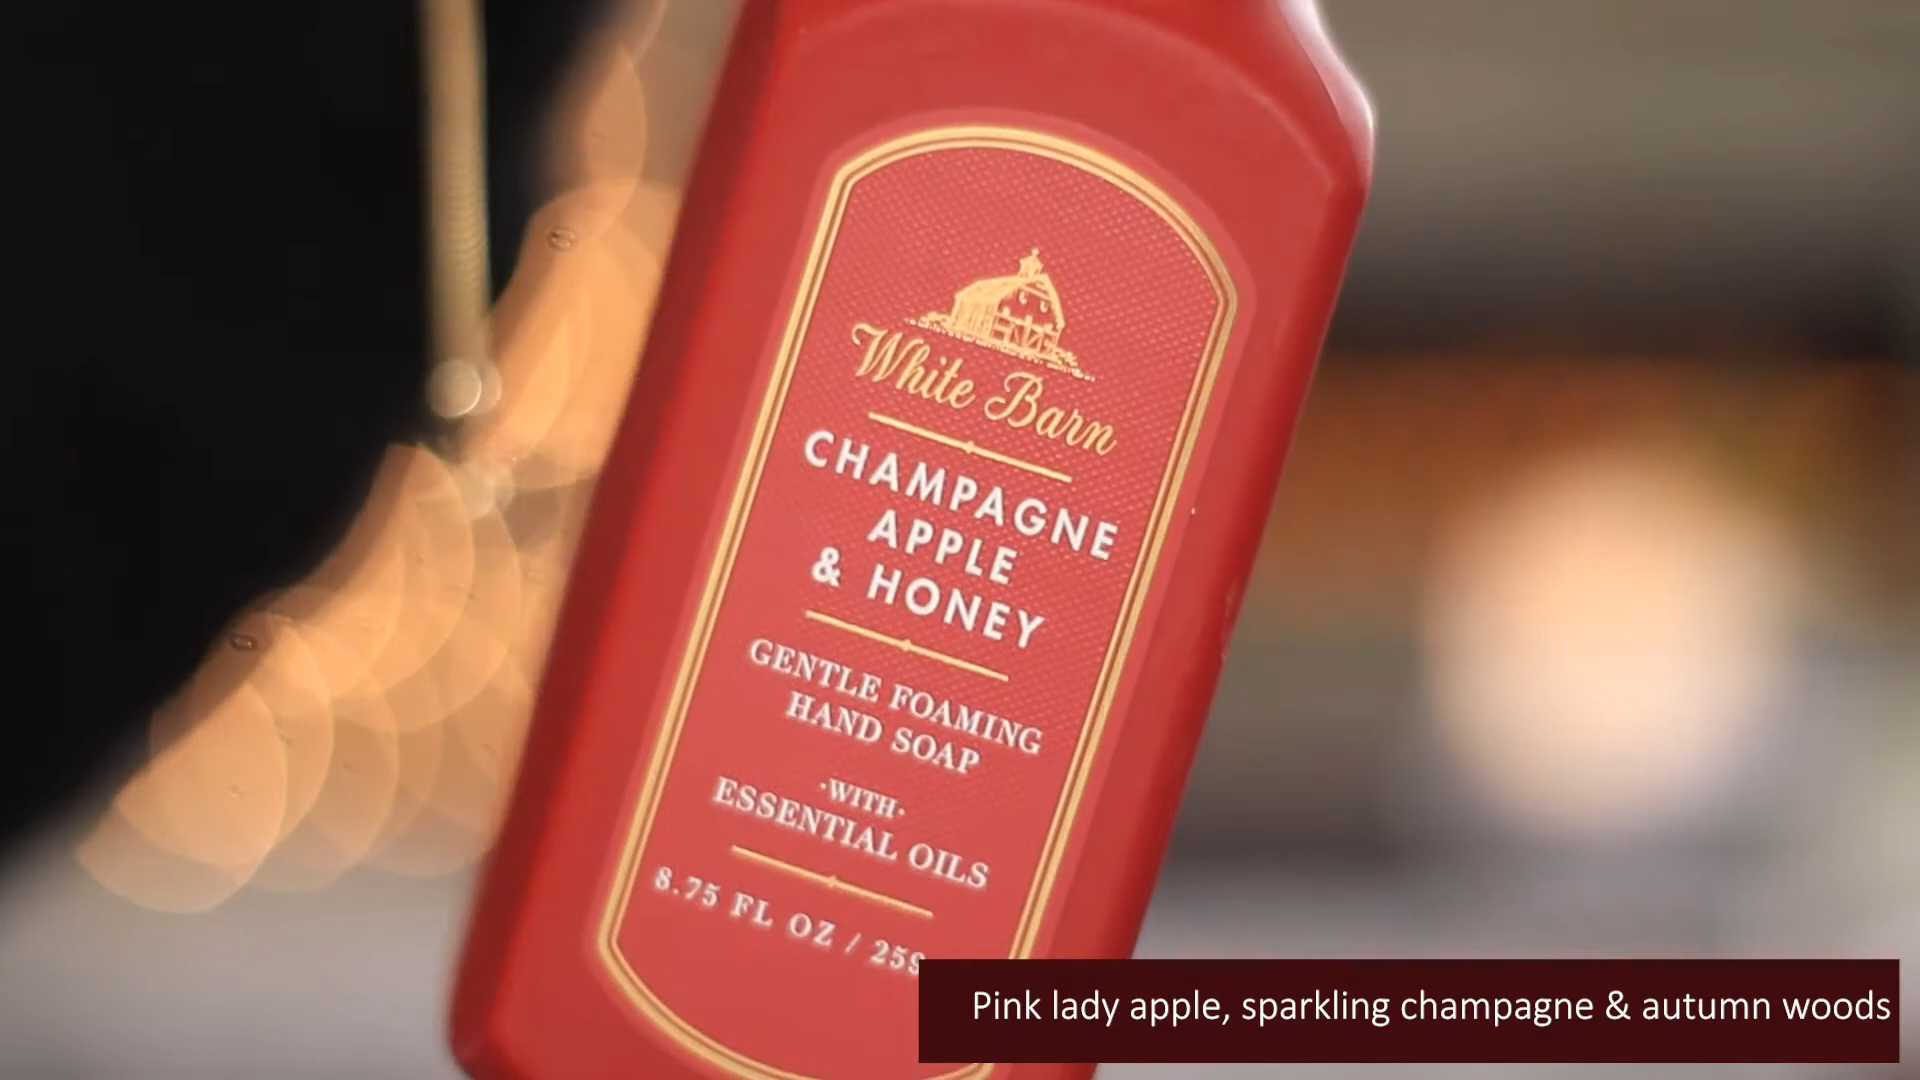 White Barn
CHAMPAGNE
APPLE
& HONEY
GENTLE FOAMING
HAND SOAP
·WITH·
ESSENTIAL OILS
8.75 FL OZ / 259
Pink lady apple, sparkling champagne & autumn woods